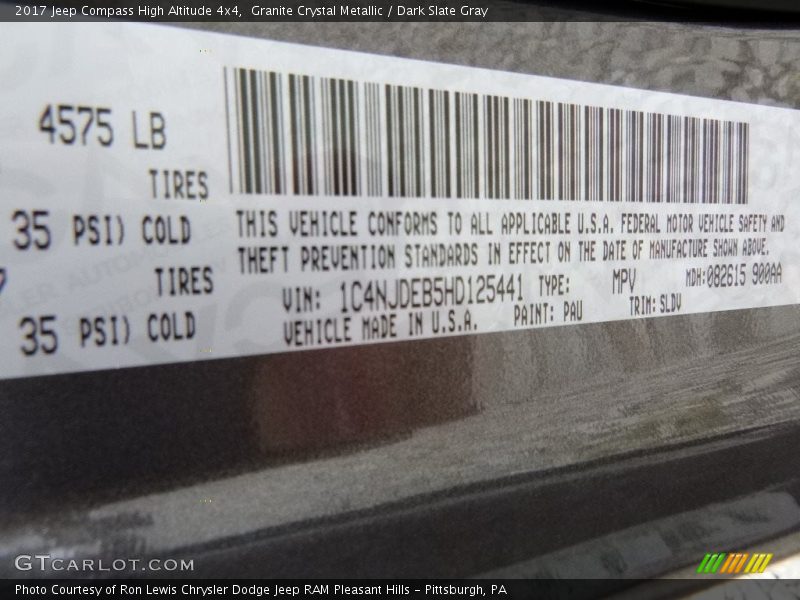 2017 Jeep Compass High Altitude 4x4,  Granite Crystal Metallic / Dark Slate Gray
4575 LB
TIRES
35 PSI) COLD
TIRES
35 PSI) COLD
THIS VEHICLE CONFORMS TO ALL APPLICABLE U.S.A. FEDERAL MOTOR VEHICLE SAFETY AND
THEFT PREVENTION STANDARDS IN EFFECT ON THE DATE OF MANUFACTURE SHOWN ABOVE.
VIN: 1C4NJDEB5HD125441 TYPE: MPV MDH:082615 900AA
VEHICLE MADE IN U.S.A. PAINT: PAU TRIM: SLDV
GTCARLOT.COM
Photo Courtesy of Ron Lewis Chrysler Dodge Jeep RAM Pleasant Hills – Pittsburgh, PA